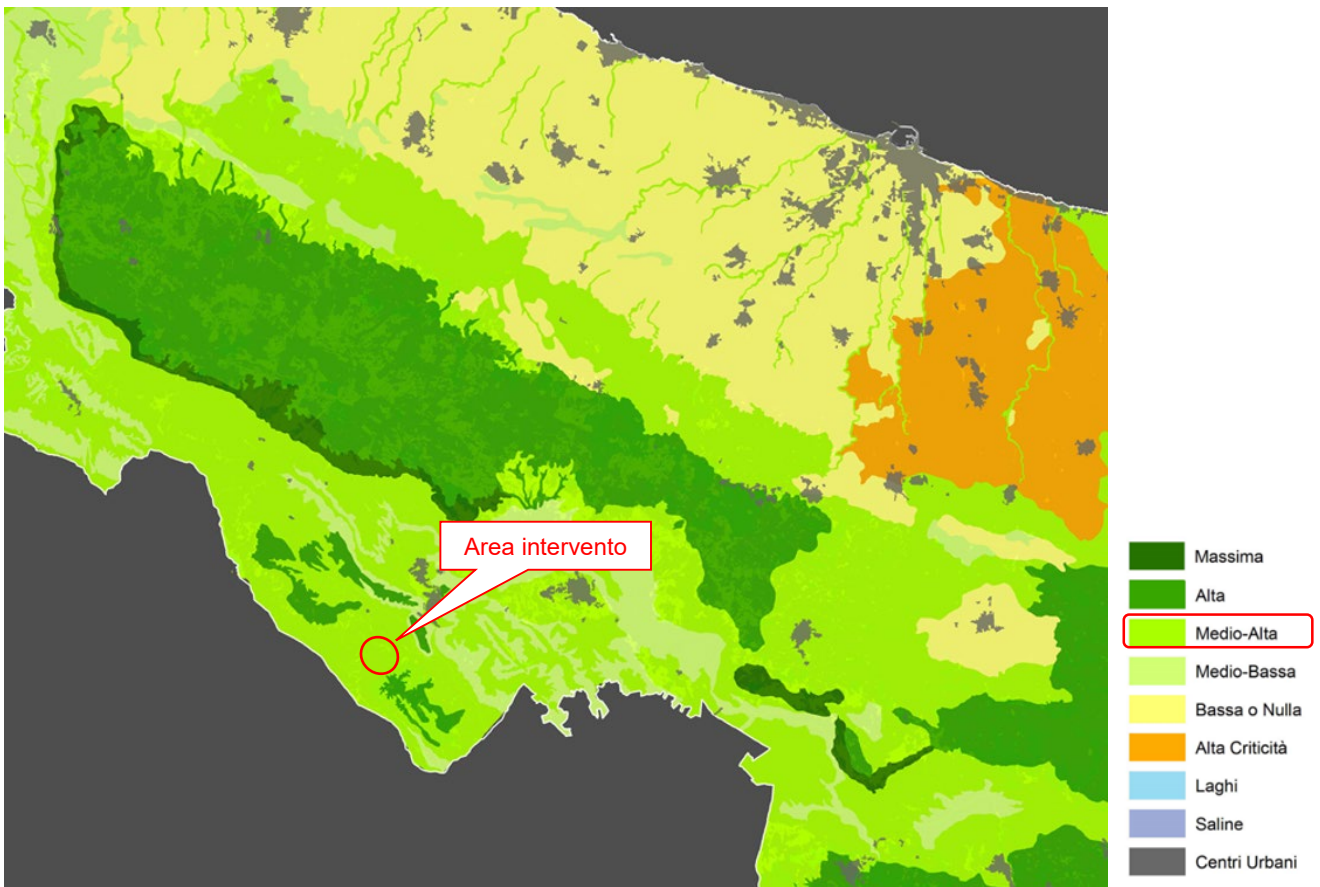 Area intervento
Massima
Alta
Medio-Alta
Medio-Bassa
Bassa o Nulla
Alta Criticità
Laghi
Saline
Centri Urbani